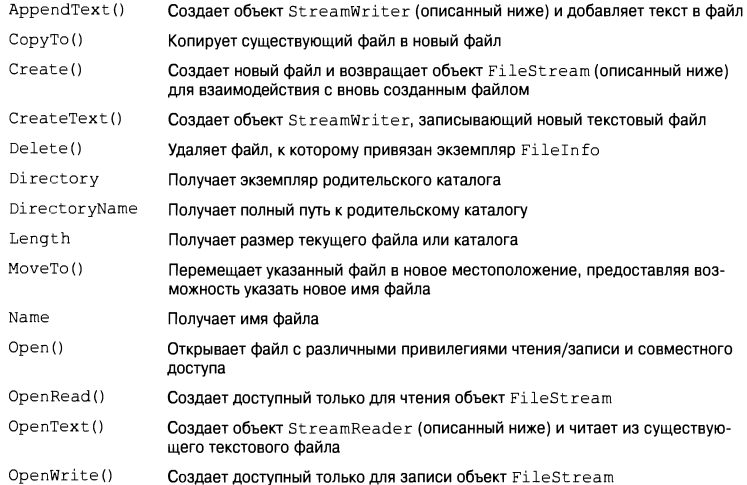 AppendText() Создает объект StreamWriter (описанный ниже) и добавляет текст в файл
CopyTo() Копирует существующий файл в новый файл
Create() Создает новый файл и возвращает объект FileStream (описанный ниже)
для взаимодействия с вновь созданным файлом
CreateText() Создает объект StreamWriter, записывающий новый текстовый файл
Delete() Удаляет файл, к которому привязан экземпляр FileInfo
Directory Получает экземпляр родительского каталога
DirectoryName Получает полный путь к родительскому каталогу
Length Получает размер текущего файла или каталога
MoveTo() Перемещает указанный файл в новое местоположение, предоставляя воз-
можность указать новое имя файла
Name Получает имя файла
Open() Открывает файл с различными привилегиями чтения/записи и совместного
доступа
OpenRead() Создает доступный только для чтения объект FileStream
OpenText() Создает объект StreamReader (описанный ниже) и читает из существую-
щего текстового файла
OpenWrite() Создает доступный только для записи объект FileStream